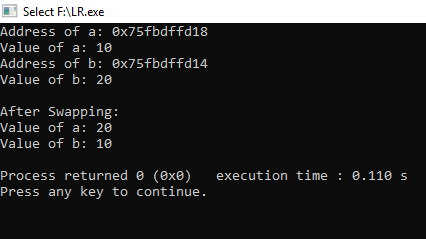 Select F:\LR.exe
Address of a: 0x75fbdffd18
Value of a: 10
Address of b: 0x75fbdffd14
Value of b: 20
After Swapping:
Value of a: 20
Value of b: 10
Process returned 0 (0x0)   execution time : 0.110 s
Press any key to continue.